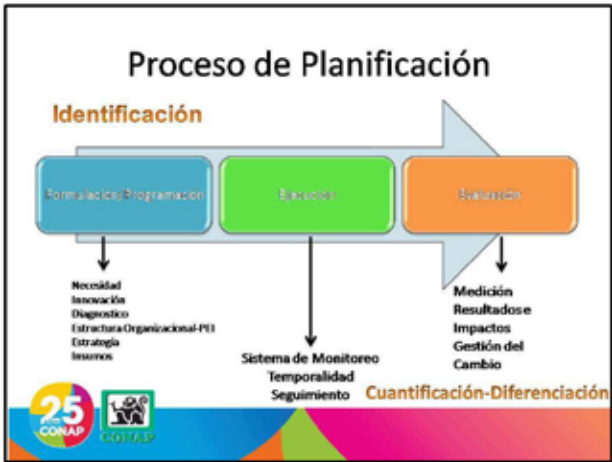 Proceso de Planificación
Identificación
Formulación/Programación
Ejecución
Evaluación
Necesidad
Innovación
Diagnostico
Estructura Organizacional-PEI
Estrategia
Insumos
Sistema de Monitoreo
Temporalidad
Seguimiento
Medición
Resultados e
Impactos
Gestión del
Cambio
Cuantificación-Diferenciación
25
CONAP
CONAP